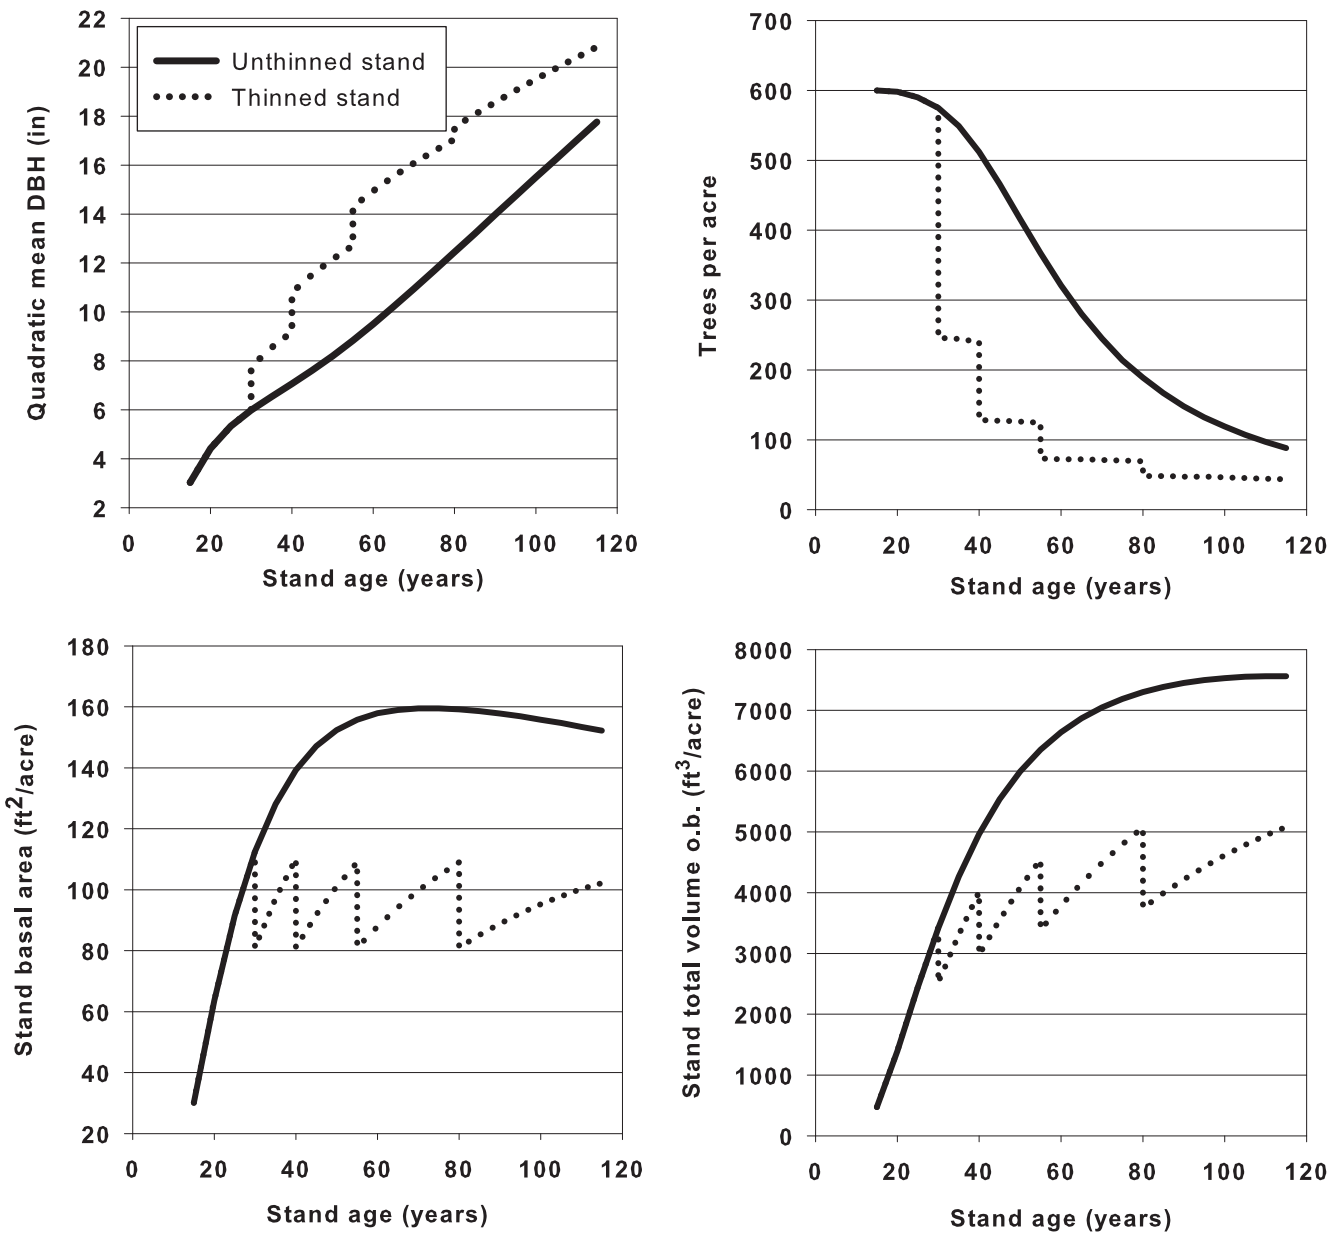 22
20
18
16
14
12
10
8
6
4
2
Quadratic mean DBH (in)
Unthinned stand
Thinned stand
0 20 40 60 80 100 120
Stand age (years)
700
600
500
400
300
200
100
0
Trees per acre
0 20 40 60 80 100 120
Stand age (years)
180
160
140
120
100
80
60
40
20
Stand basal area (ft²/acre)
0 20 40 60 80 100 120
Stand age (years)
8000
7000
6000
5000
4000
3000
2000
1000
0
Stand total volume o.b. (ft³/acre)
0 20 40 60 80 100 120
Stand age (years)